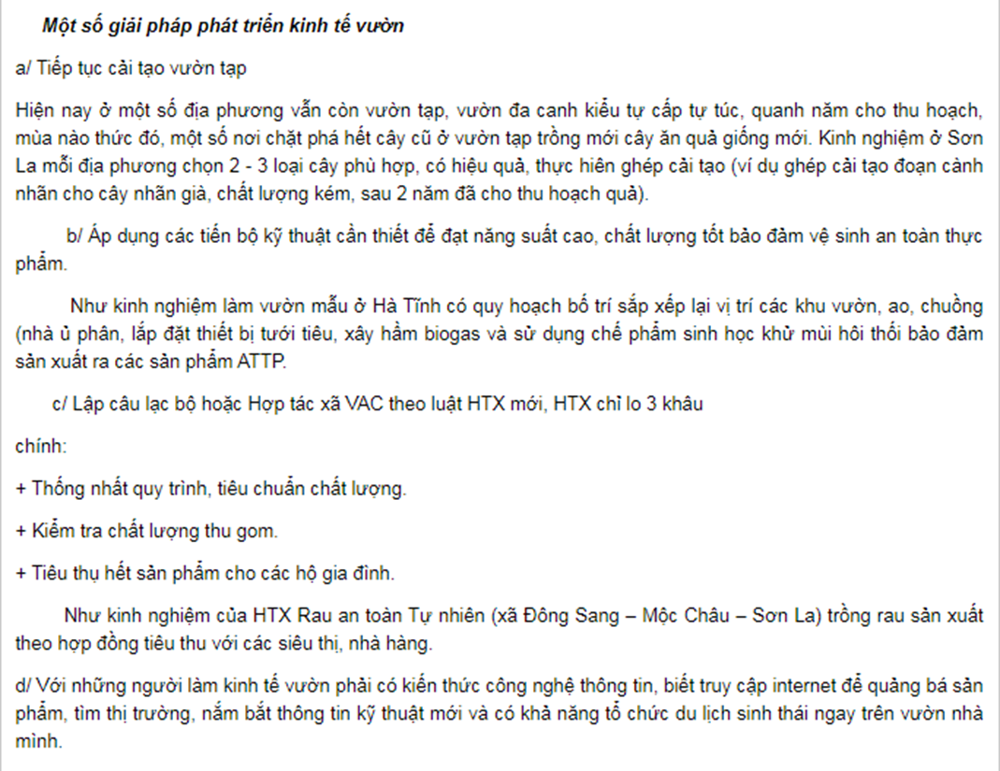 Một số giải pháp phát triển kinh tế vườn
a/ Tiếp tục cải tạo vườn tạp
Hiện nay ở một số địa phương vẫn còn vườn tạp, vườn đa canh kiểu tự cấp tự túc, quanh năm cho thu hoạch,
mùa nào thức đó, một số nơi chặt phá hết cây cũ ở vườn tạp trồng mới cây ăn quả giống mới. Kinh nghiệm ở Sơn
La mỗi địa phương chọn 2 - 3 loại cây phù hợp, có hiệu quả, thực hiên ghép cải tạo (ví dụ ghép cải tạo đoạn cành
nhãn cho cây nhãn già, chất lượng kém, sau 2 năm đã cho thu hoạch quả).
b/ Áp dụng các tiến bộ kỹ thuật cần thiết để đạt năng suất cao, chất lượng tốt bảo đảm vệ sinh an toàn thực
phẩm.
Như kinh nghiệm làm vườn mẫu ở Hà Tĩnh có quy hoạch bố trí sắp xếp lại vị trí các khu vườn, ao, chuồng
(nhà ủ phân, lắp đặt thiết bị tưới tiêu, xây hầm biogas và sử dụng chế phẩm sinh học khử mùi hôi thối bảo đảm
sản xuất ra các sản phẩm ATTP.
c/ Lập câu lạc bộ hoặc Hợp tác xã VAC theo luật HTX mới, HTX chỉ lo 3 khâu
chính:
+ Thống nhất quy trình, tiêu chuẩn chất lượng.
+ Kiểm tra chất lượng thu gom.
+ Tiêu thụ hết sản phẩm cho các hộ gia đình.
Như kinh nghiệm của HTX Rau an toàn Tự nhiên (xã Đông Sang – Mộc Châu – Sơn La) trồng rau sản xuất
theo hợp đồng tiêu thu với các siêu thị, nhà hàng.
d/ Với những người làm kinh tế vườn phải có kiến thức công nghệ thông tin, biết truy cập internet để quảng bá sản
phẩm, tìm thị trường, nắm bắt thông tin kỹ thuật mới và có khả năng tổ chức du lịch sinh thái ngay trên vườn nhà
mình.